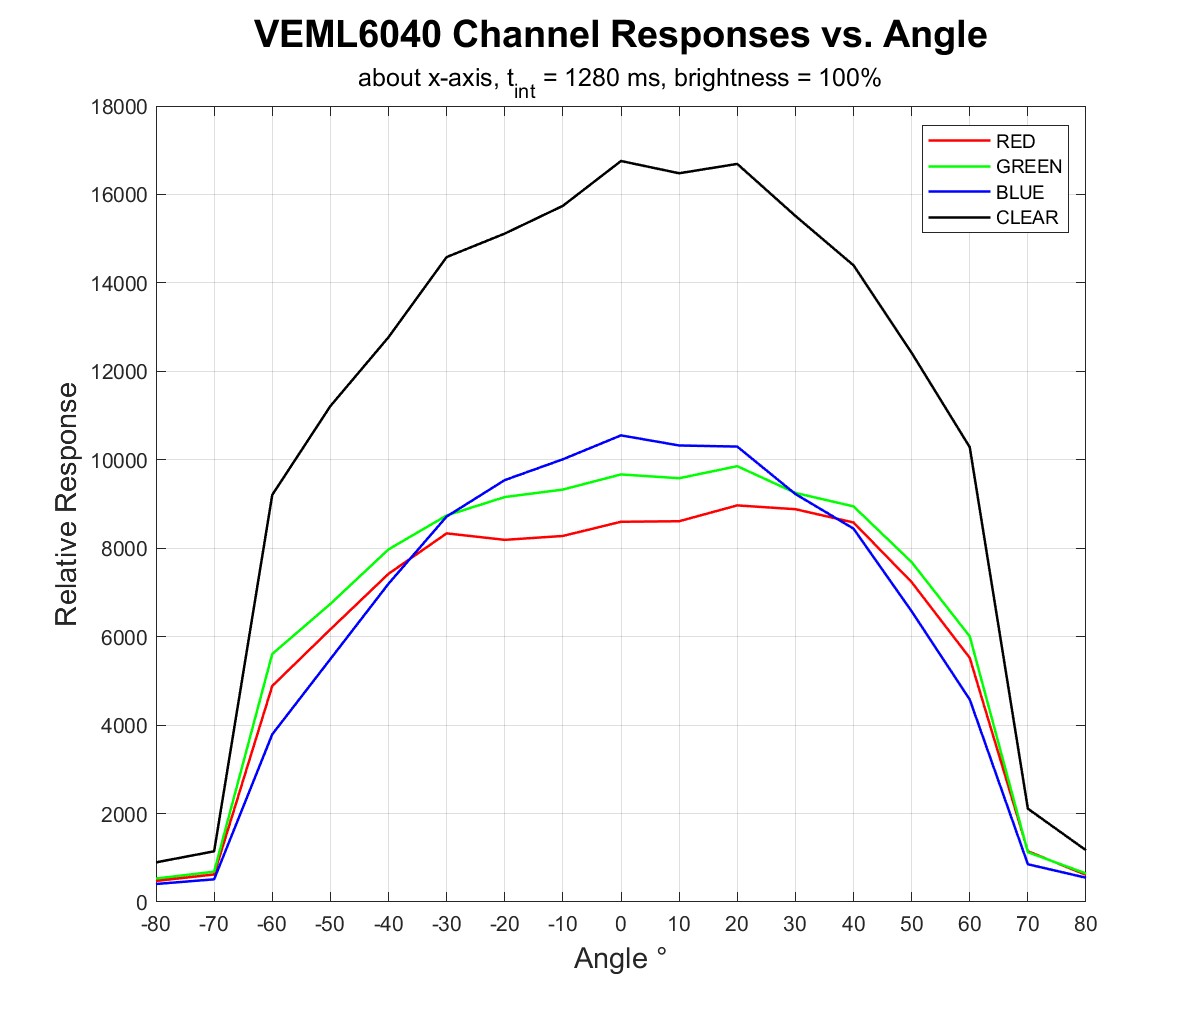 VEML6040 Channel Responses vs. Angle
about x-axis, t_int = 1280 ms, brightness = 100%
18000
16000
14000
12000
10000
8000
6000
4000
2000
0
Relative Response
RED
GREEN
BLUE
CLEAR
-80 -70 -60 -50 -40 -30 -20 -10 0 10 20 30 40 50 60 70 80
Angle °